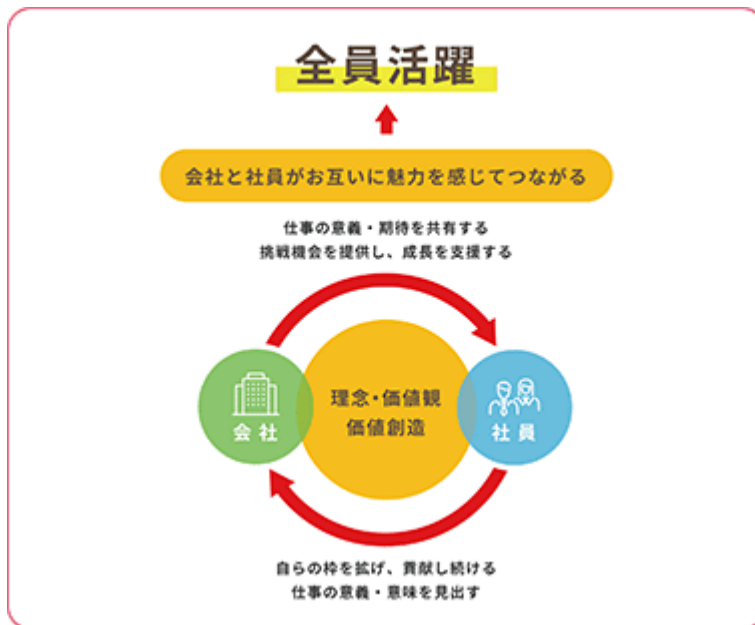 全員活躍
会社と社員がお互いに魅力を感じてつながる
仕事の意義・期待を共有する
挑戦機会を提供し、成長を支援する
会社
理念・価値観
価値創造
社員
自らの枠を拡げ、貢献し続ける
仕事の意義・意味を見出す